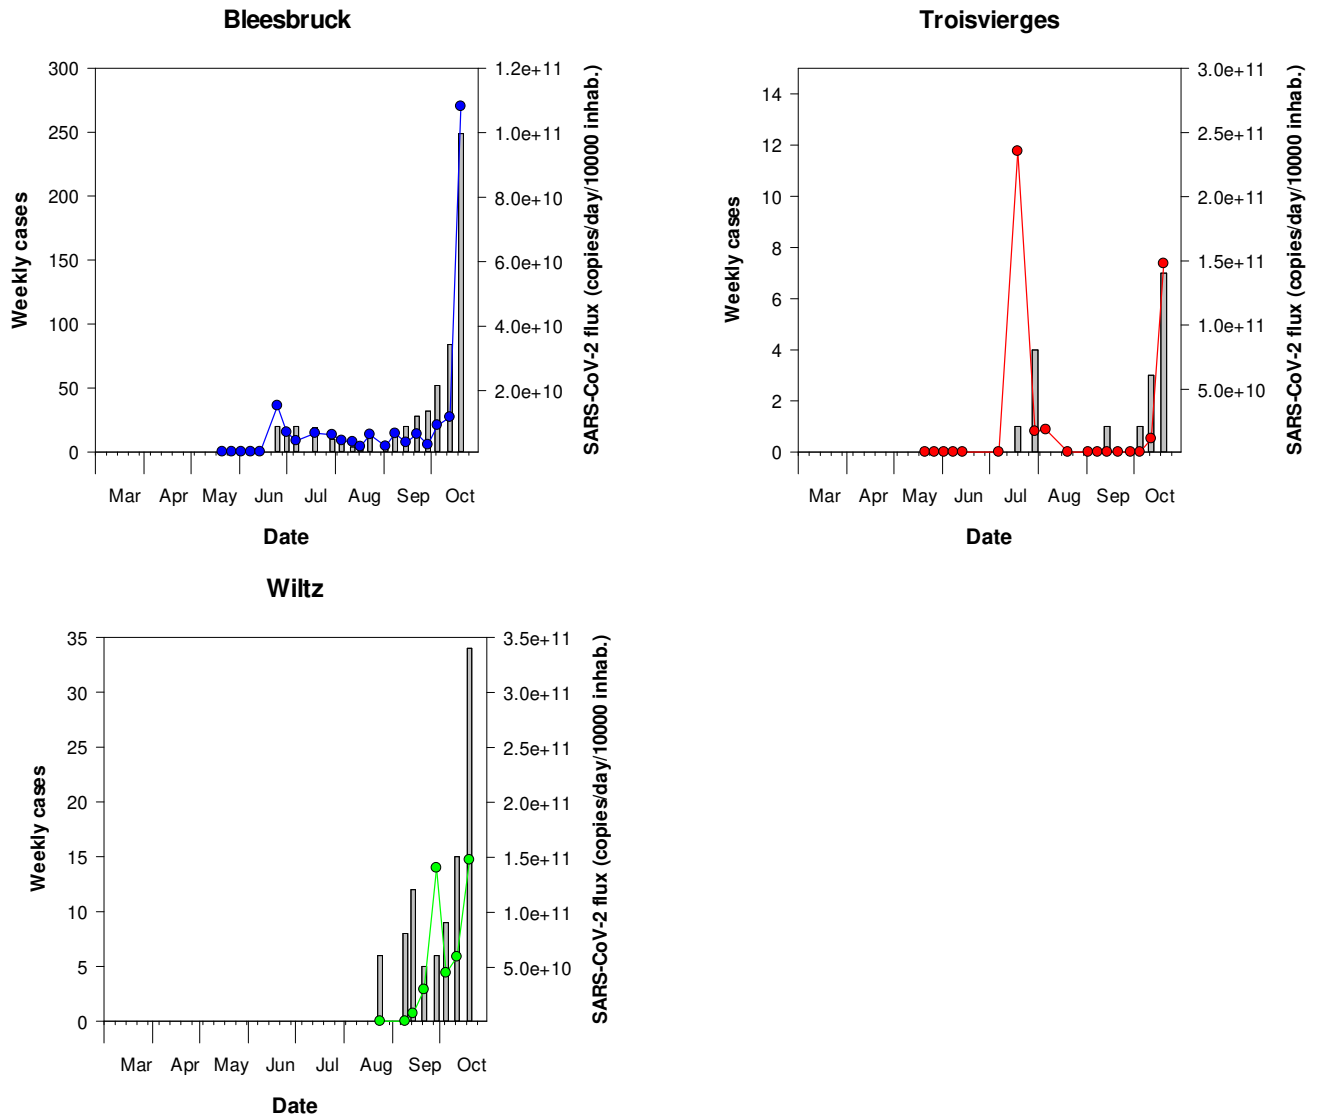 Bleesbruck
300
250
200
150
100
50
0
Weekly cases
1.2e+11
1.0e+11
8.0e+10
6.0e+10
4.0e+10
2.0e+10
SARS-CoV-2 flux (copies/day/10000 inhab.)
Mar Apr May Jun Jul Aug Sep Oct
Date
Troisvierges
14
12
10
8
6
4
2
0
Weekly cases
3.0e+11
2.5e+11
2.0e+11
1.5e+11
1.0e+11
5.0e+10
SARS-CoV-2 flux (copies/day/10000 inhab.)
Mar Apr May Jun Jul Aug Sep Oct
Date
Wiltz
35
30
25
20
15
10
5
0
Weekly cases
3.5e+11
3.0e+11
2.5e+11
2.0e+11
1.5e+11
1.0e+11
5.0e+10
SARS-CoV-2 flux (copies/day/10000 inhab.)
Mar Apr May Jun Jul Aug Sep Oct
Date